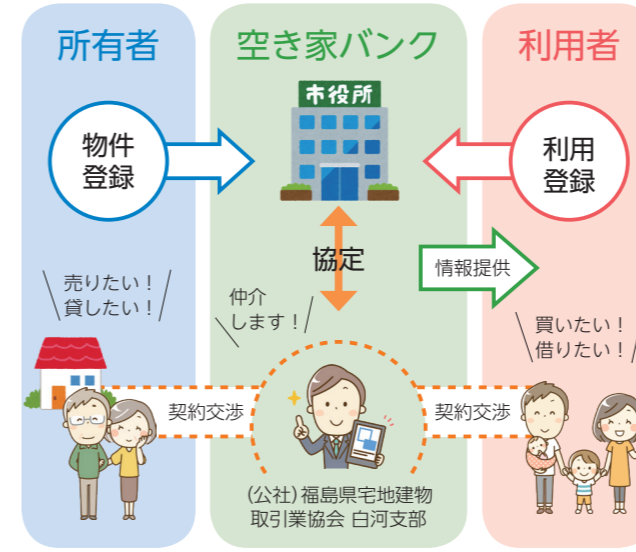 所有者
空き家バンク
利用者
市役所
物件
登録
利用
登録
協定
情報提供
売りたい！
貸したい！
仲介
します！
買いたい！
借りたい！
契約交渉
契約交渉
(公社)福島県宅地建物
取引業協会 白河支部